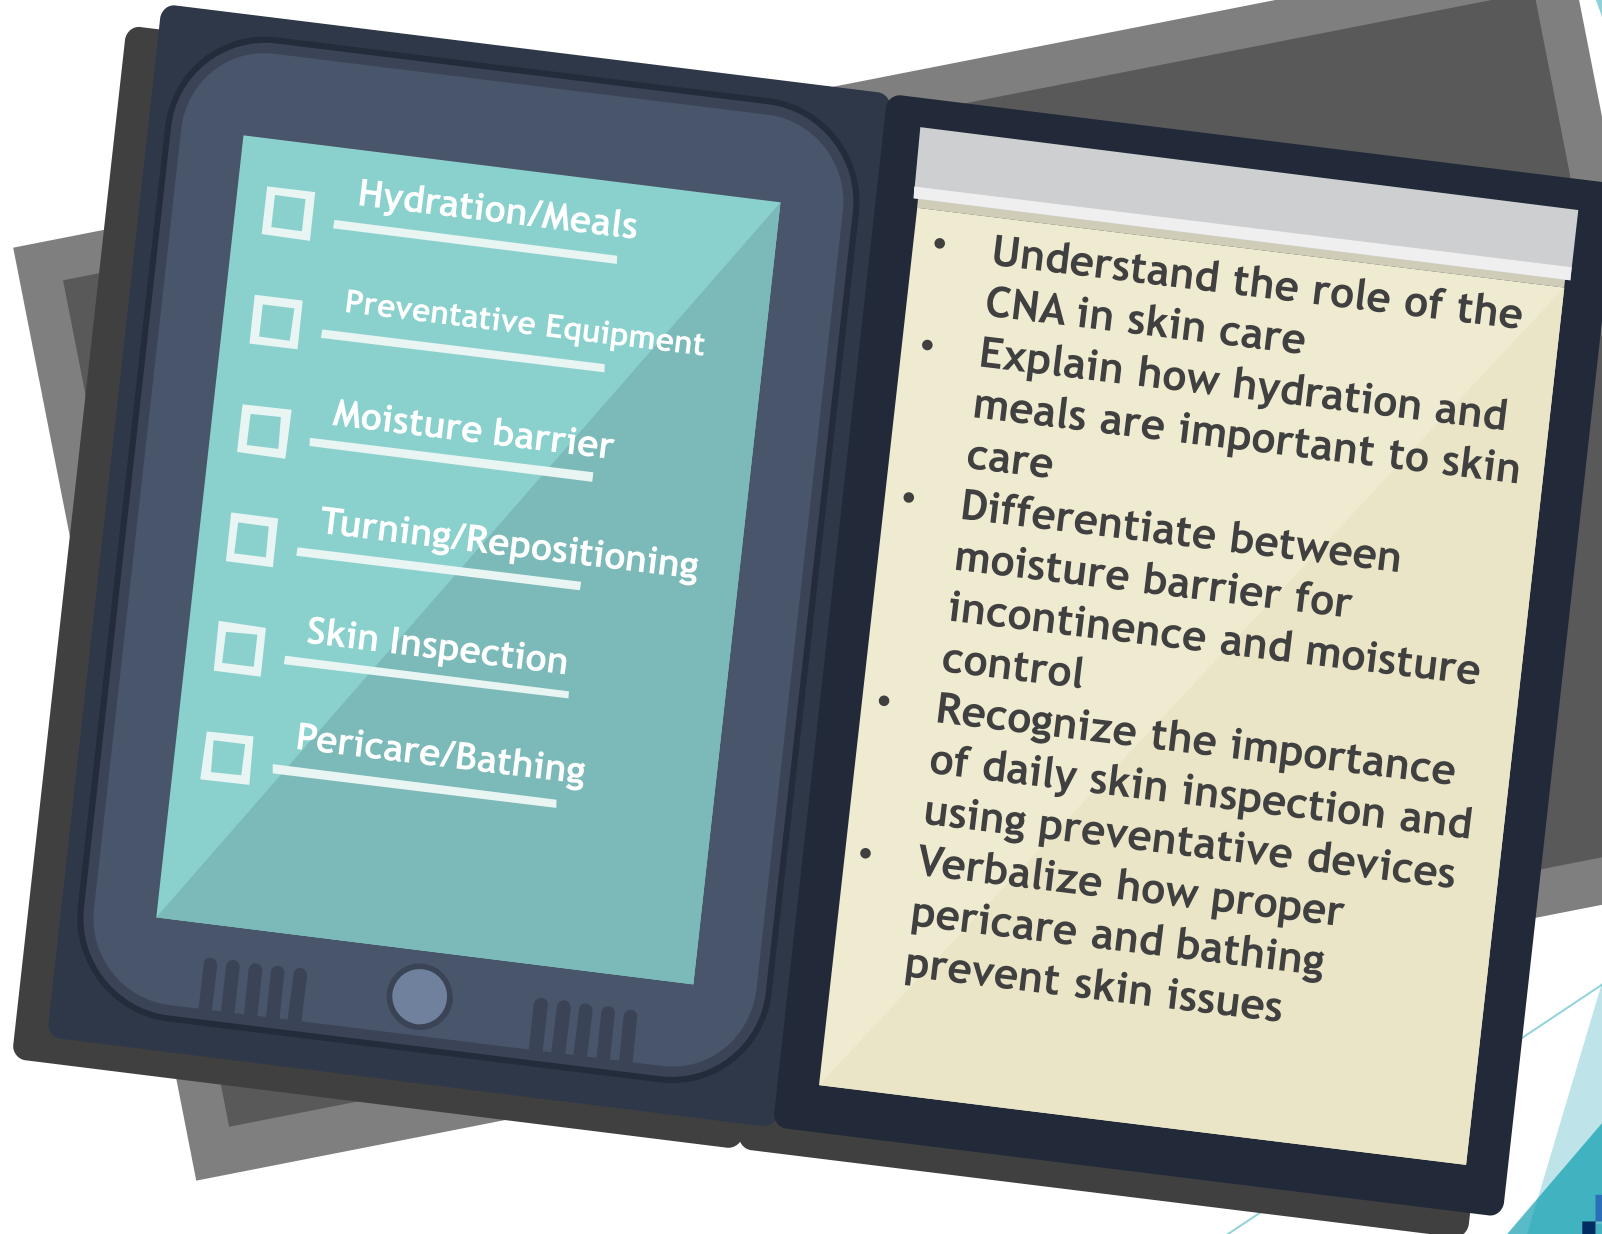 Hydration/Meals
Preventative Equipment
Moisture barrier
Turning/Repositioning
Skin Inspection
Pericare/Bathing
• Understand the role of the
CNA in skin care
• Explain how hydration and
meals are important to skin
care
• Differentiate between
moisture barrier for
incontinence and moisture
control
• Recognize the importance
of daily skin inspection and
using preventative devices
• Verbalize how proper
pericare and bathing
prevent skin issues